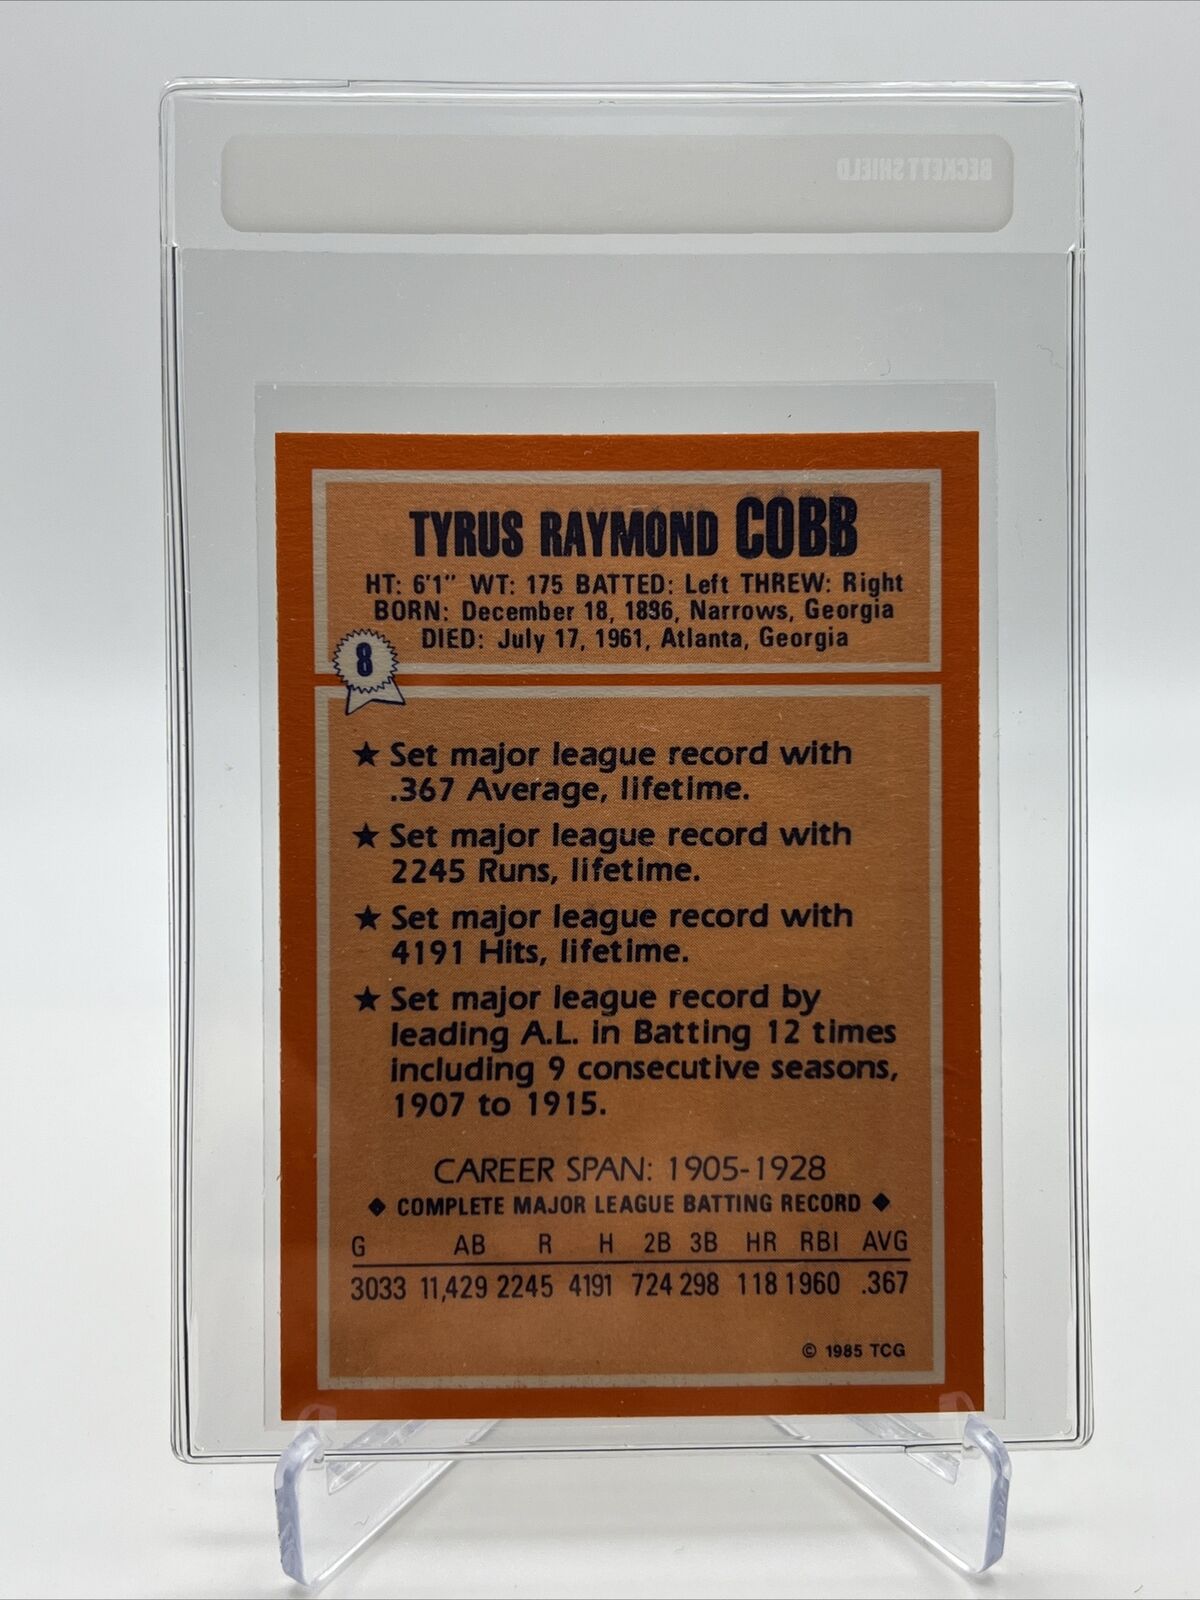 BECKETT SHIELD
TYRUS RAYMOND COBB
HT: 6'1" WT: 175 BATTED: Left THREW: Right
BORN: December 18, 1896, Narrows, Georgia
DIED: July 17, 1961, Atlanta, Georgia
8
★ Set major league record with
.367 Average, lifetime.
★ Set major league record with
2245 Runs, lifetime.
★ Set major league record with
4191 Hits, lifetime.
★ Set major league record by
leading A.L. in Batting 12 times
including 9 consecutive seasons,
1907 to 1915.
CAREER SPAN: 1905-1928
◆ COMPLETE MAJOR LEAGUE BATTING RECORD ◆
G AB R H 2B 3B HR RBI AVG
3033 11,429 2245 4191 724 298 118 1960 .367
© 1985 TCG